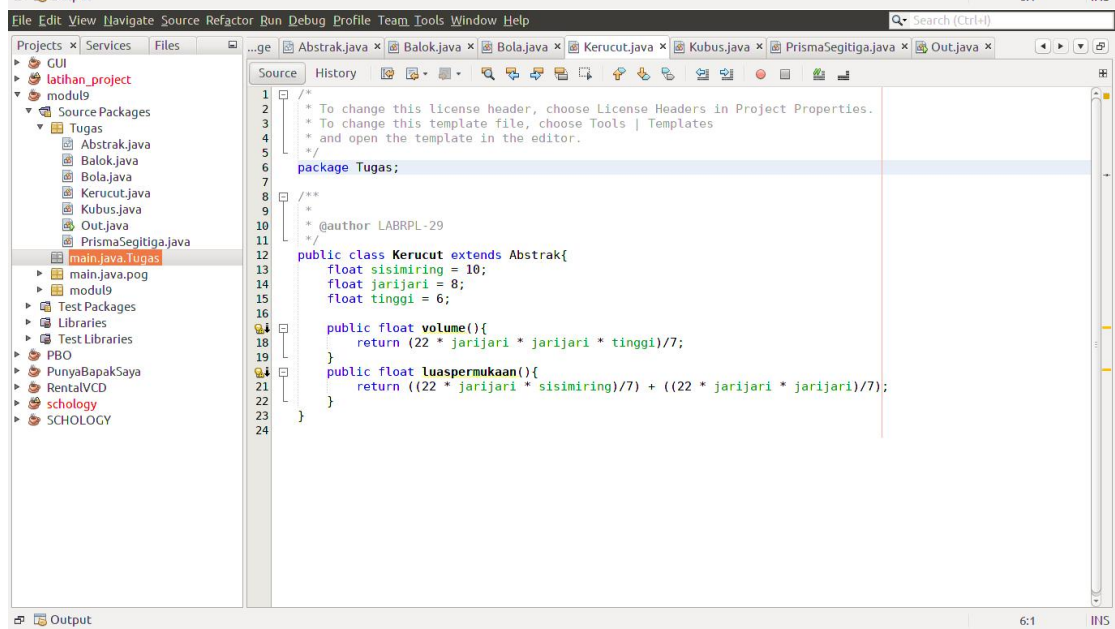 File Edit View Navigate Source Refactor Run Debug Profile Team Tools Window Help
Search (Ctrl+I)
Projects × Services Files
...ge Abstrak.java × Balok.java × Bola.java × Kerucut.java × Kubus.java × PrismaSegitiga.java × Out.java ×
GUI
latihan_project
modul9
Source Packages
Tugas
Abstrak.java
Balok.java
Bola.java
Kerucut.java
Kubus.java
Out.java
PrismaSegitiga.java
main.java.Tugas
main.java.pog
modul9
Test Packages
Libraries
Test Libraries
PBO
PunyaBapakSaya
RentalVCD
schology
SCHOLOGY
Source History
1 /*
2 * To change this license header, choose License Headers in Project Properties.
3 * To change this template file, choose Tools | Templates
4 * and open the template in the editor.
5 */
6 package Tugas;
7
8 /**
9 *
10 * @author LABRPL-29
11 */
12 public class Kerucut extends Abstrak{
13 float sisimiring = 10;
14 float jarijari = 8;
15 float tinggi = 6;
16
public float volume(){
18 return (22 * jarijari * jarijari * tinggi)/7;
19 }
public float luaspermukaan(){
21 return ((22 * jarijari * sisimiring)/7) + ((22 * jarijari * jarijari)/7);
22 }
23 }
24
Output
6:1 INS